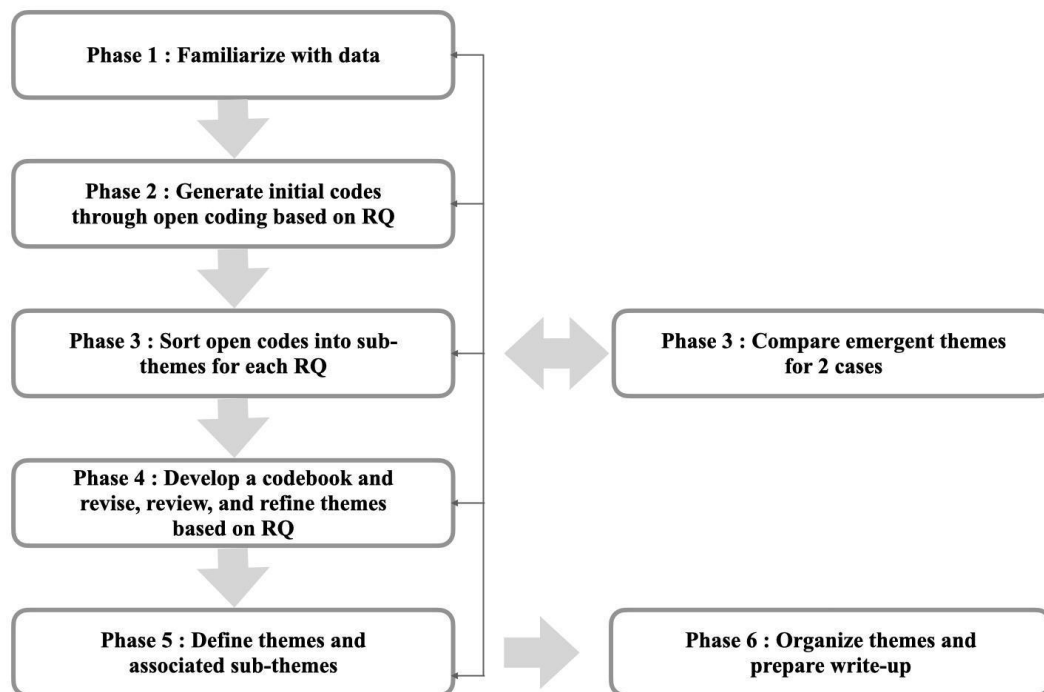 Phase 1 : Familiarize with data
Phase 2 : Generate initial codes
through open coding based on RQ
Phase 3 : Sort open codes into sub-
themes for each RQ
Phase 3 : Compare emergent themes
for 2 cases
Phase 4 : Develop a codebook and
revise, review, and refine themes
based on RQ
Phase 5 : Define themes and
associated sub-themes
Phase 6 : Organize themes and
prepare write-up